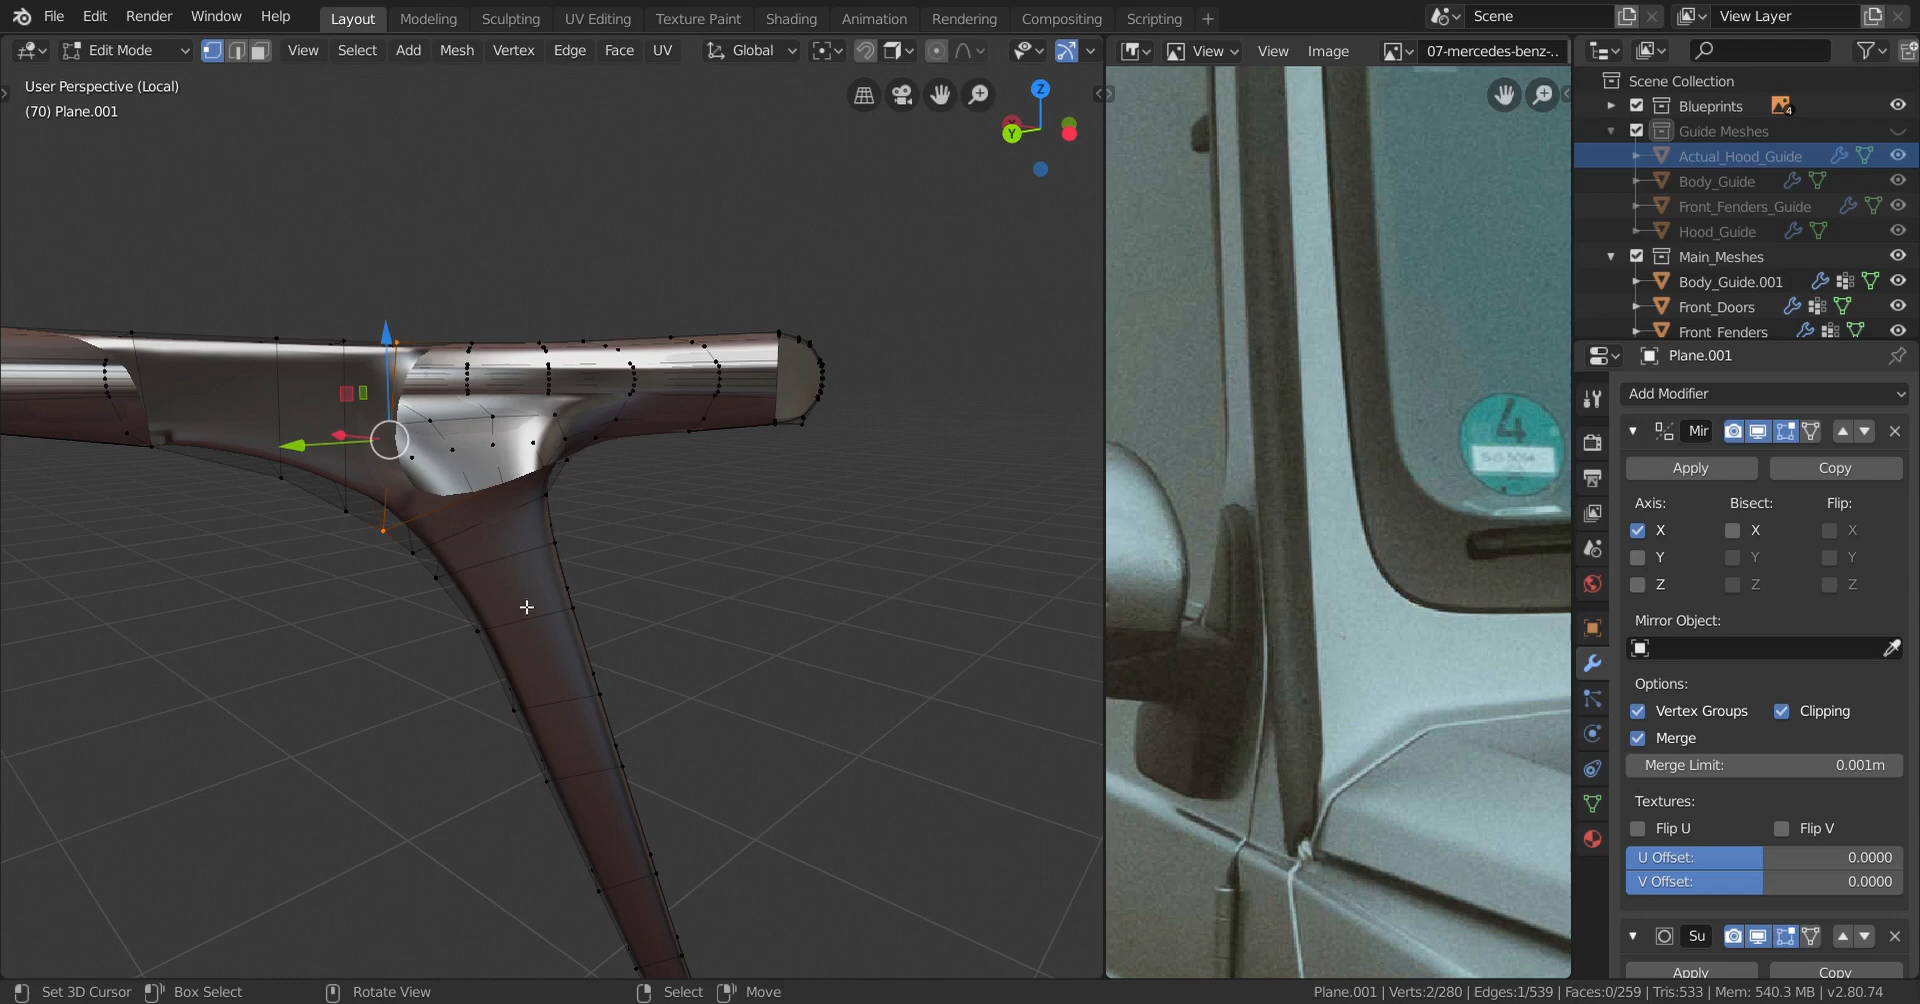 File Edit Render Window Help Layout Modeling Sculpting UV Editing Texture Paint Shading Animation Rendering Compositing Scripting + Scene View Layer
Edit Mode View Select Add Mesh Vertex Edge Face UV Global
View View Image 07-mercedes-benz-..
User Perspective (Local)
(70) Plane.001
Z
Y
4
Scene Collection
Blueprints 4
Guide Meshes
Actual_Hood_Guide
Body_Guide
Front_Fenders_Guide
Hood_Guide
Main_Meshes
Body_Guide.001
Front_Doors
Front_Fenders
Plane.001
Add Modifier
Mir
Apply Copy
Axis: Bisect: Flip:
X X X
Y Y Y
Z Z Z
Mirror Object:
Options:
Vertex Groups Clipping
Merge
Merge Limit: 0.001m
Textures:
Flip U Flip V
U Offset: 0.0000
V Offset: 0.0000
Su
Apply Copy
Set 3D Cursor Box Select Rotate View Select Move Plane.001 | Verts:2/280 | Edges:1/539 | Faces:0/259 | Tris:533 | Mem: 540.3 MB | v2.80.74